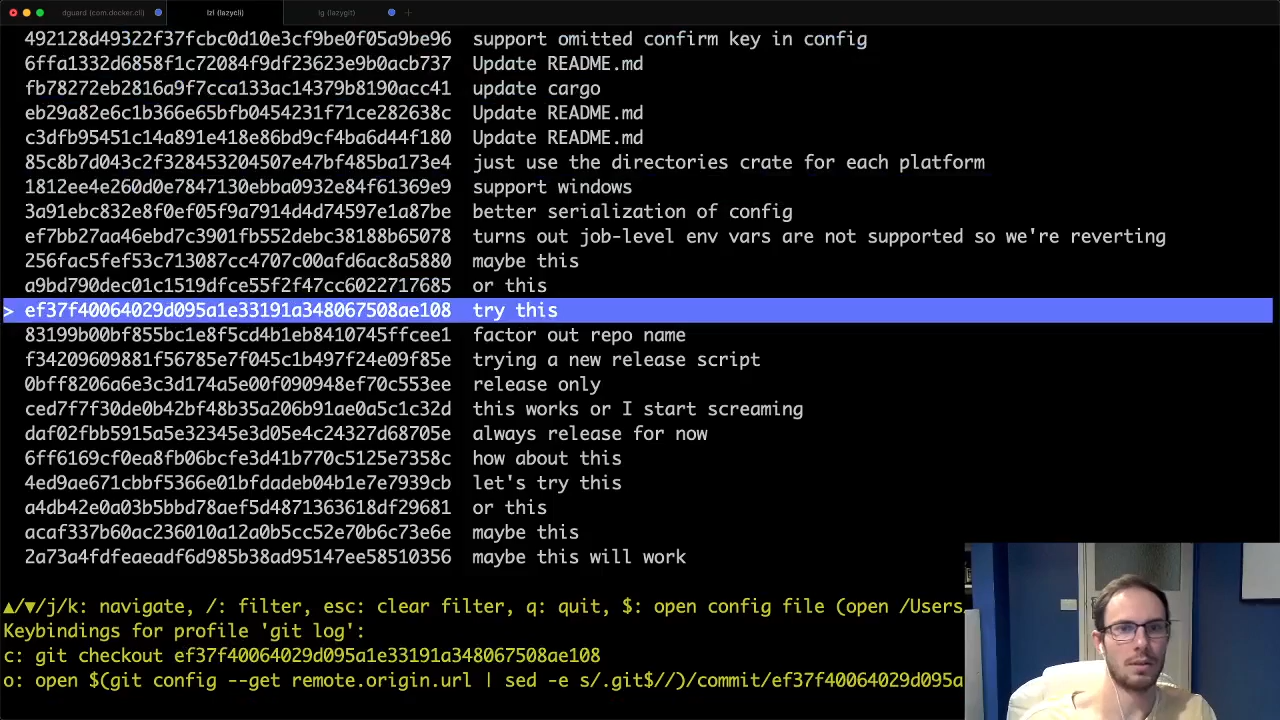 dguard (com.docker.cli)
lzl (lazycli)
lg (lazygit)
+
492128d49322f37fcbc0d10e3cf9be0f05a9be96 support omitted confirm key in config
6ffa1332d6858f1c72084f9df23623e9b0acb737 Update README.md
fb78272eb2816a9f7cca133ac14379b8190acc41 update cargo
eb29a82e6c1b366e65bfb0454231f71ce282638c Update README.md
c3dfb95451c14a891e418e86bd9cf4ba6d44f180 Update README.md
85c8b7d043c2f328453204507e47bf485ba173e4 just use the directories crate for each platform
1812ee4e260d0e7847130ebba0932e84f61369e9 support windows
3a91ebc832e8f0ef05f9a7914d4d74597e1a87be better serialization of config
ef7bb27aa46ebd7c3901fb552debc38188b65078 turns out job-level env vars are not supported so we're reverting
256fac5fef53c713087cc4707c00afd6ac8a5880 maybe this
a9bd790dec01c1519dfce55f2f47cc6022717685 or this
> ef37f40064029d095a1e33191a348067508ae108 try this
83199b00bf855bc1e8f5cd4b1eb8410745ffcee1 factor out repo name
f34209609881f56785e7f045c1b497f24e09f85e trying a new release script
0bff8206a6e3c3d174a5e00f090948ef70c553ee release only
ced7f7f30de0b42bf48b35a206b91ae0a5c1c32d this works or I start screaming
daf02fbb5915a5e32345e3d05e4c24327d68705e always release for now
6ff6169cf0ea8fb06bcfe3d41b770c5125e7358c how about this
4ed9ae671cbbf5366e01bfdadeb04b1e7e7939cb let's try this
a4db42e0a03b5bbd78aef5d4871363618df29681 or this
acaf337b60ac236010a12a0b5cc52e70b6c73e6e maybe this
2a73a4fdfeaeadf6d985b38ad95147ee58510356 maybe this will work
▲/▼/j/k: navigate, /: filter, esc: clear filter, q: quit, $: open config file (open /Users
Keybindings for profile 'git log':
c: git checkout ef37f40064029d095a1e33191a348067508ae108
o: open $(git config --get remote.origin.url | sed -e s/.git$//)/commit/ef37f40064029d095a